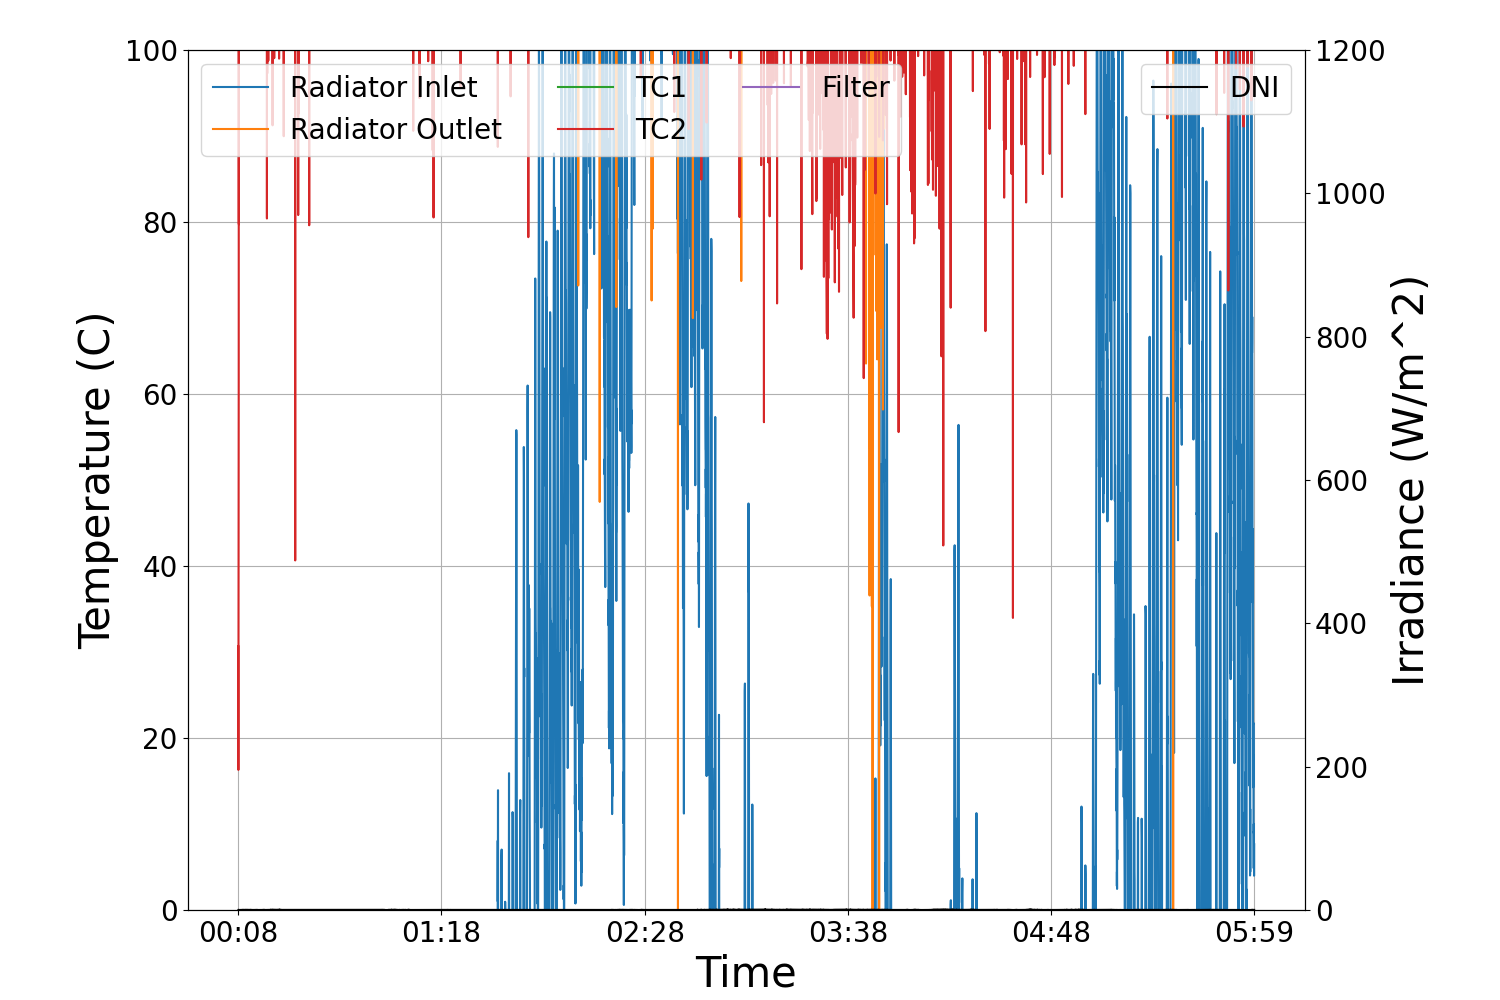 Radiator Inlet
Radiator Outlet
TC1
TC2
Filter
DNI
Temperature (C)
100
80
60
40
20
0
Irradiance (W/m^2)
1200
1000
800
600
400
200
0
00:08 01:18 02:28 03:38 04:48 05:59
Time